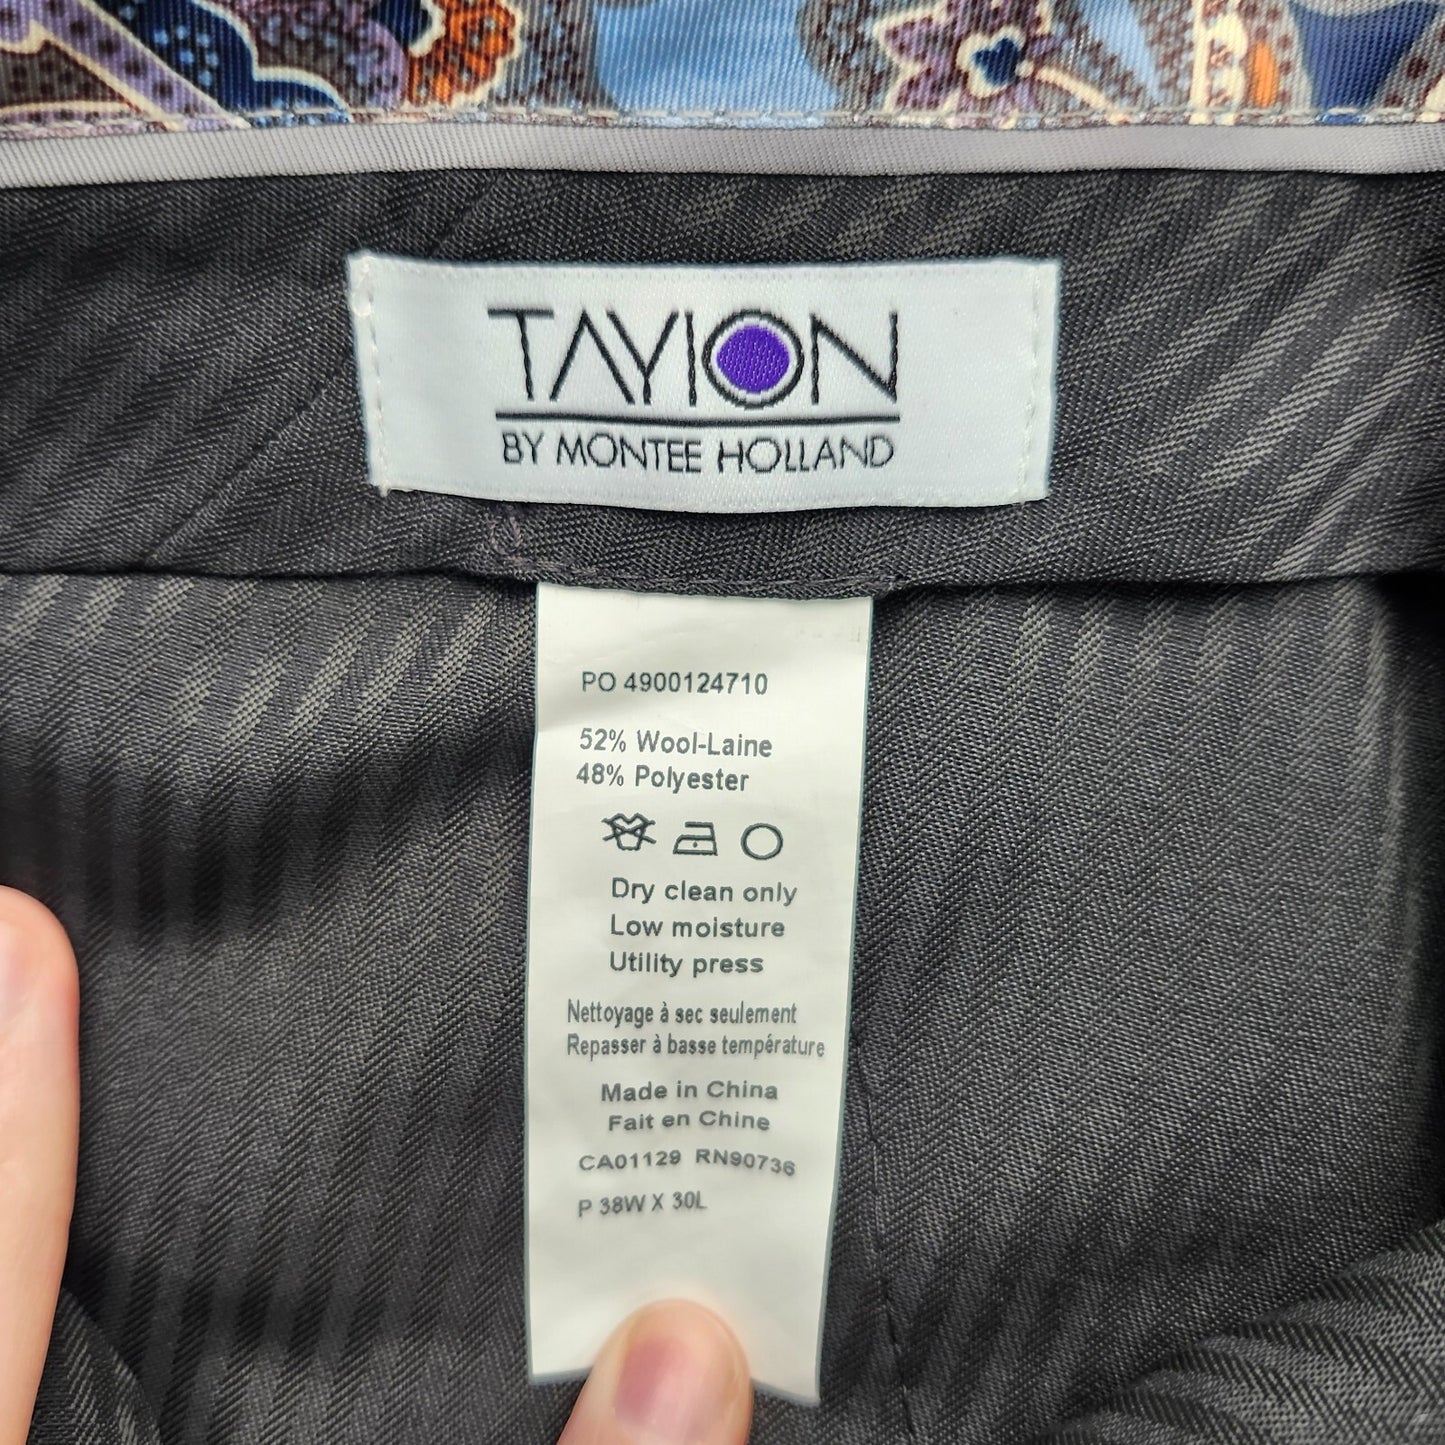 TAYION
BY MONTEE HOLLAND
PO 4900124710
52% Wool-Laine
48% Polyester
Dry clean only
Low moisture
Utility press
Nettoyage à sec seulement
Repasser à basse température
Made in China
Fait en Chine
CA01129 RN90736
P 38W X 30L